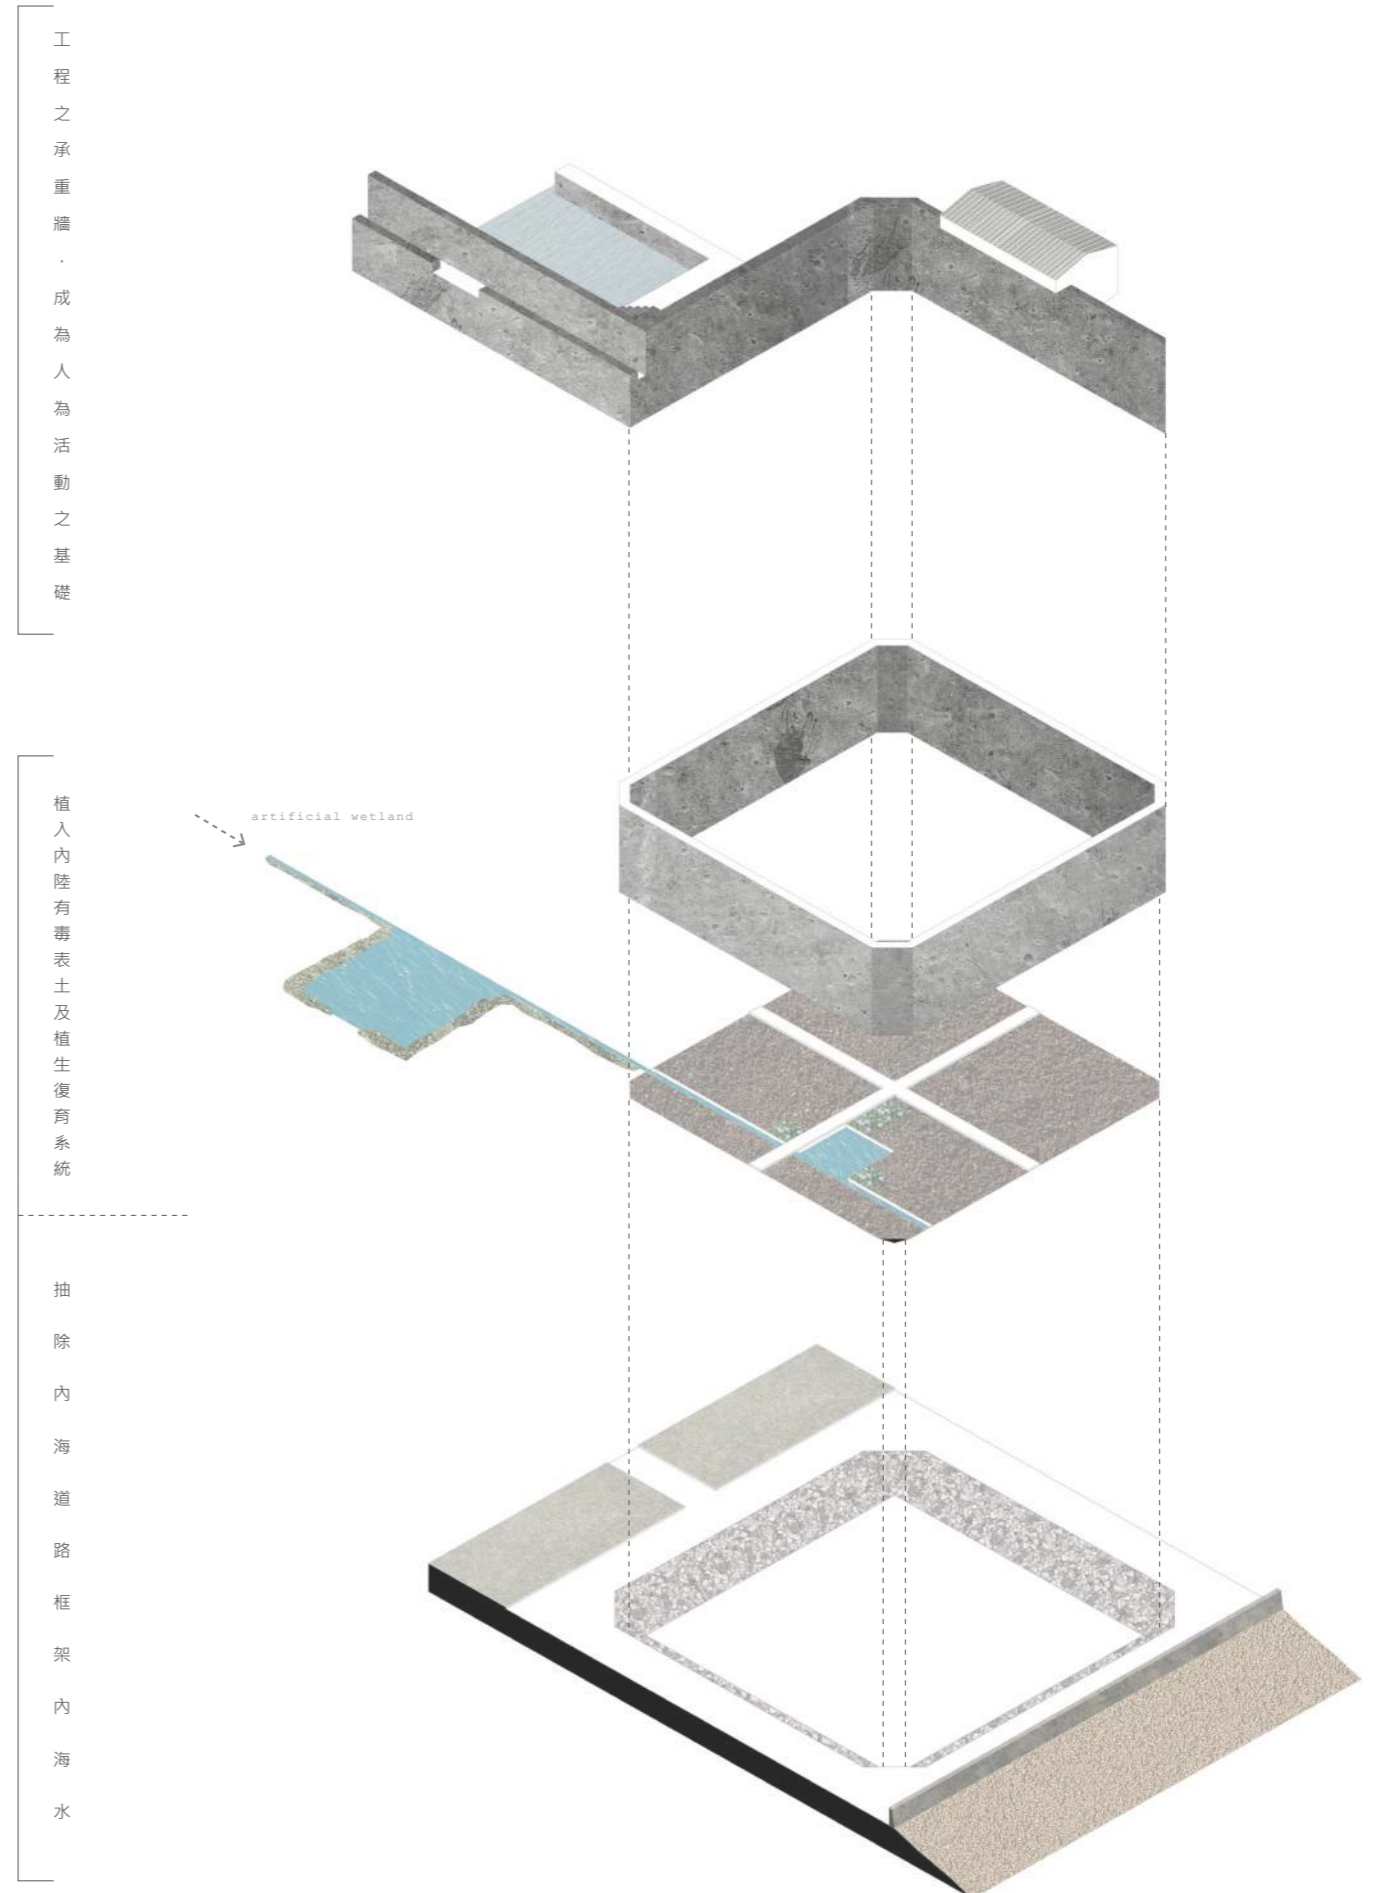 工程之承重牆．成為人為活動之基礎
植入內陸有毒表土及植生復育系統
artificial wetland
抽除內海道路框架內海水